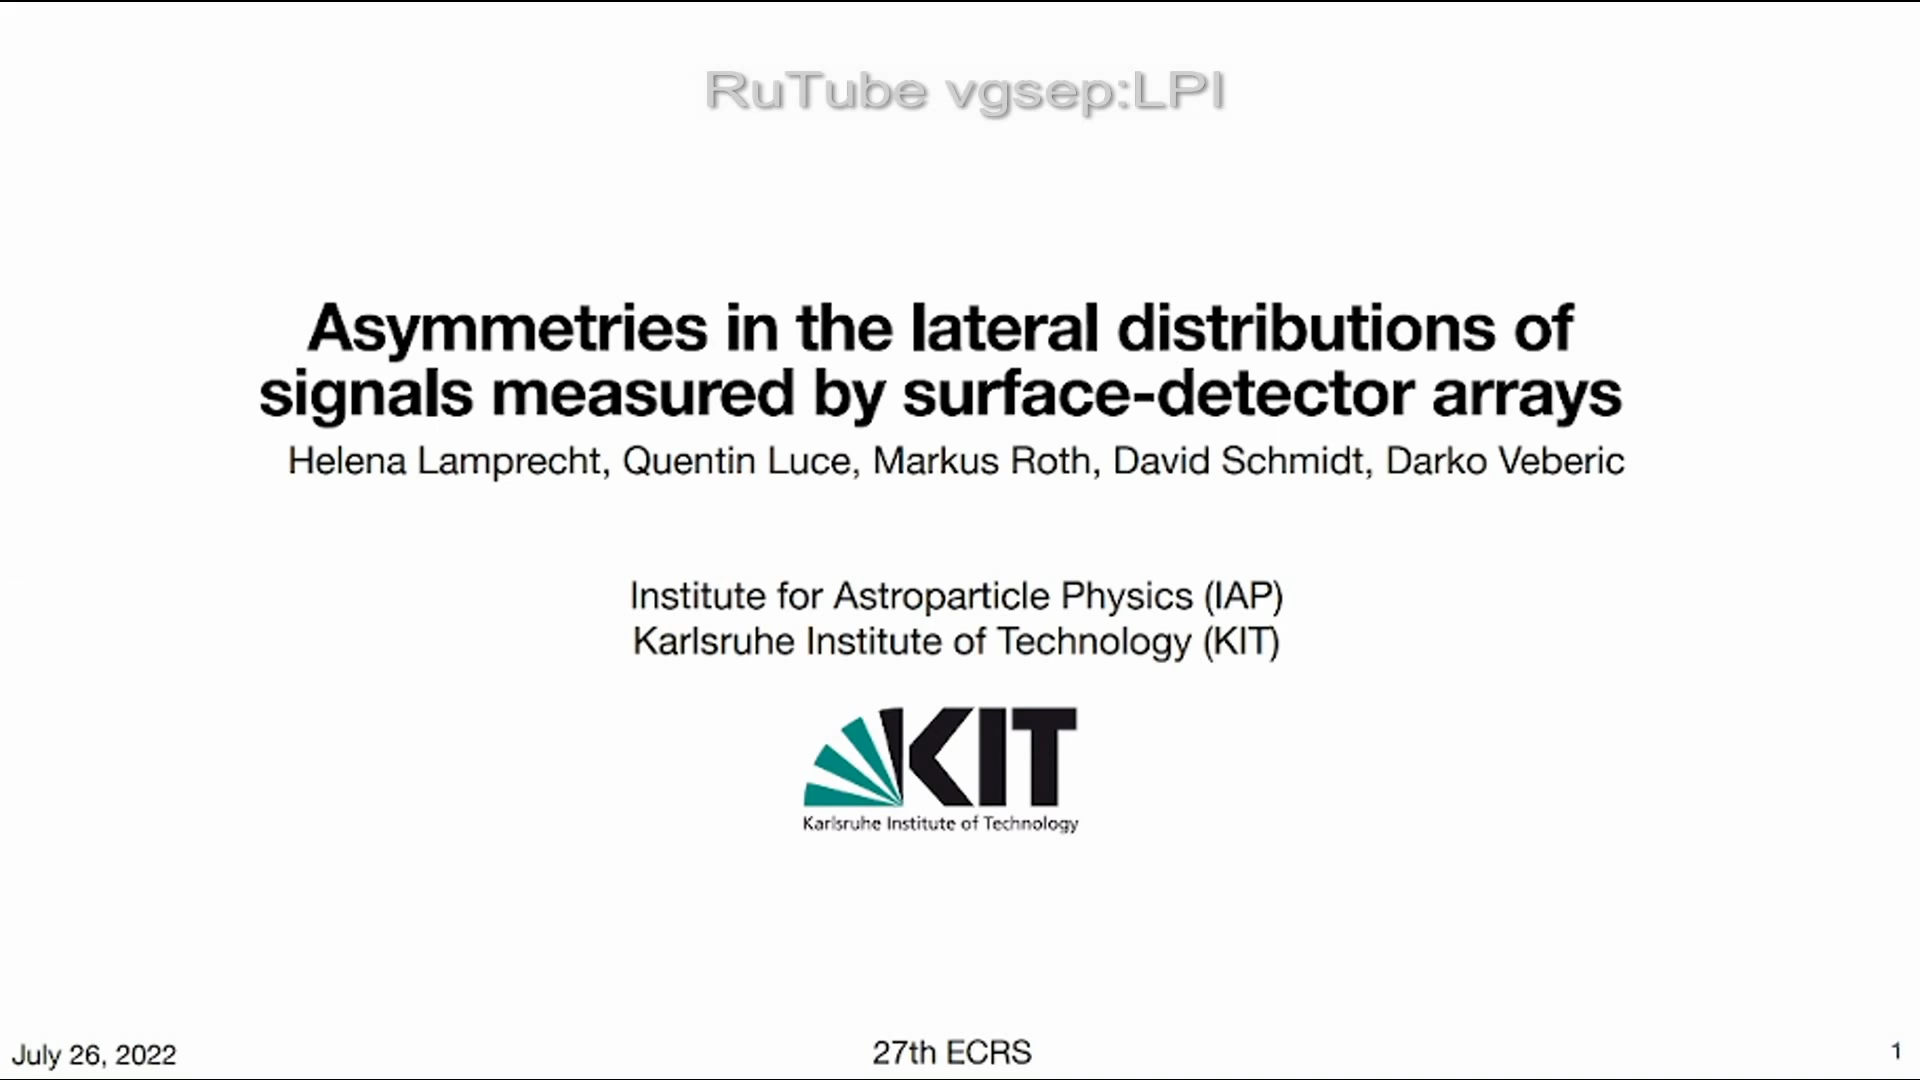 RuTube vgsep:LPI
Asymmetries in the lateral distributions of
signals measured by surface-detector arrays
Helena Lamprecht, Quentin Luce, Markus Roth, David Schmidt, Darko Veberic
Institute for Astroparticle Physics (IAP)
Karlsruhe Institute of Technology (KIT)
KIT
Karlsruhe Institute of Technology
July 26, 2022
27th ECRS
1